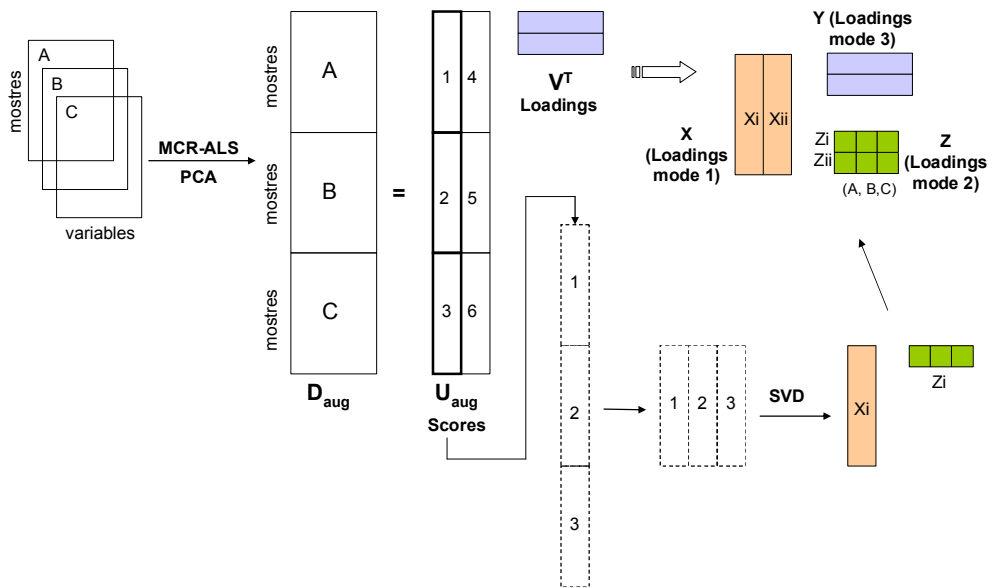 A
B
C
mostres
variables
MCR-ALS
PCA
mostres
mostres
mostres
A
B
C
D aug
=
1 4
2 5
3 6
U aug
Scores
V^T
Loadings
Y (Loadings
mode 3)
X
(Loadings
mode 1)
Xi Xii
Zi
Zii
(A, B,C)
Z
(Loadings
mode 2)
1
2
3
1 2 3
SVD
Xi
Zi